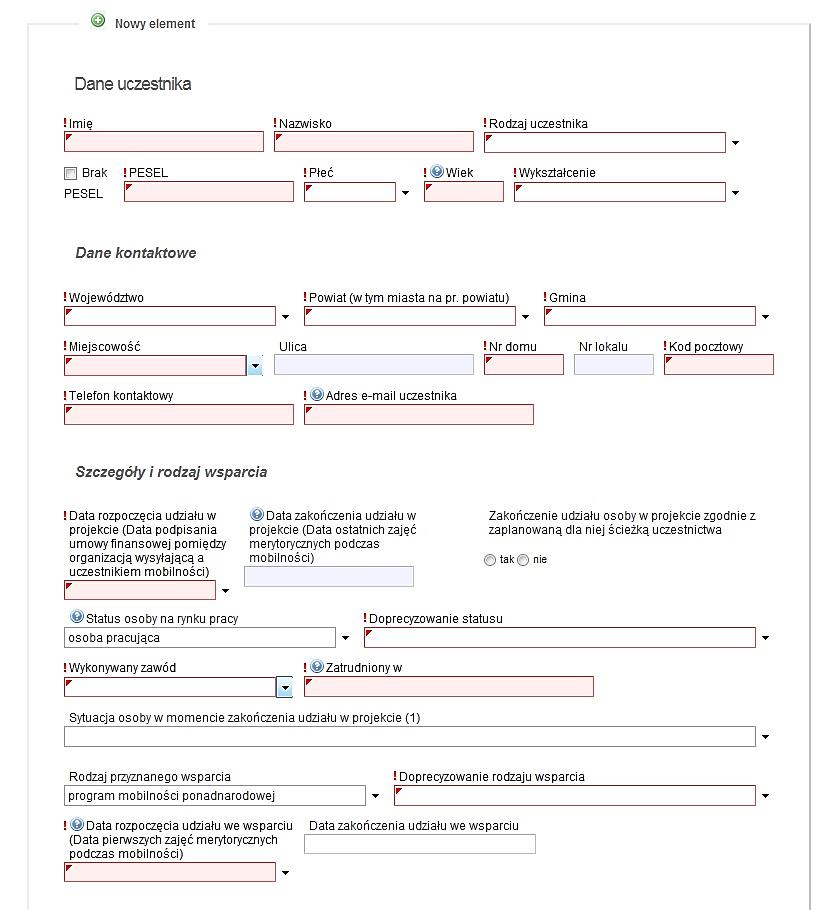 Nowy element
Dane uczestnika
! Imię ! Nazwisko ! Rodzaj uczestnika
Brak ! PESEL ! Płeć ! Wiek ! Wykształcenie
PESEL
Dane kontaktowe
! Województwo ! Powiat (w tym miasta na pr. powiatu) ! Gmina
! Miejscowość Ulica ! Nr domu Nr lokalu ! Kod pocztowy
! Telefon kontaktowy ! Adres e-mail uczestnika
Szczegóły i rodzaj wsparcia
! Data rozpoczęcia udziału w
projekcie (Data podpisania
umowy finansowej pomiędzy
organizacją wysyłającą a
uczestnikiem mobilności)
Data zakończenia udziału w
projekcie (Data ostatnich zajęć
merytorycznych podczas
mobilności)
Zakończenie udziału osoby w projekcie zgodnie z
zaplanowaną dla niej ścieżką uczestnictwa
tak nie
Status osoby na rynku pracy ! Doprecyzowanie statusu
osoba pracująca
! Wykonywany zawód ! Zatrudniony w
Sytuacja osoby w momencie zakończenia udziału w projekcie (1)
Rodzaj przyznanego wsparcia ! Doprecyzowanie rodzaju wsparcia
program mobilności ponadnarodowej
! Data rozpoczęcia udziału we wsparciu
(Data pierwszych zajęć merytorycznych
podczas mobilności)
Data zakończenia udziału we wsparciu